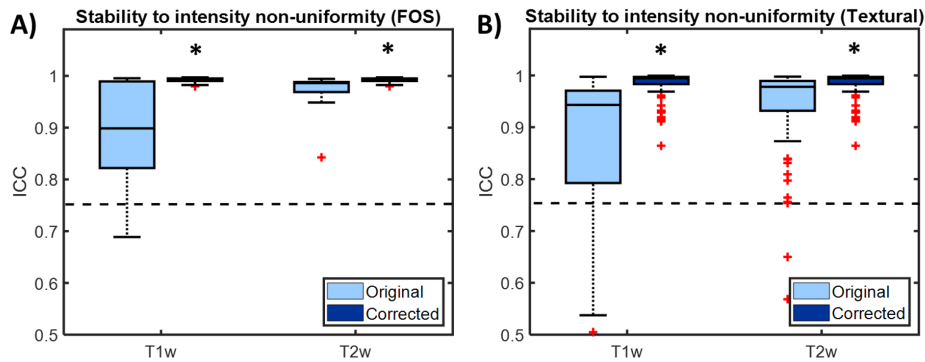 A)
Stability to intensity non-uniformity (FOS)
ICC
1
0.9
0.8
0.7
0.6
0.5
*
*
Original
Corrected
T1w
T2w
B)
Stability to intensity non-uniformity (Textural)
ICC
1
0.9
0.8
0.7
0.6
0.5
*
*
Original
Corrected
T1w
T2w